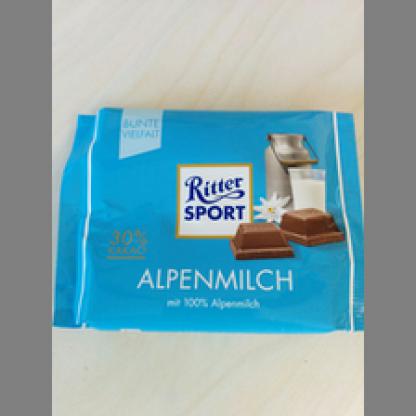 BUNTE
VIELFALT
Ritter
SPORT
30%
KAKAO
ALPENMILCH
mit 100% Alpenmilch